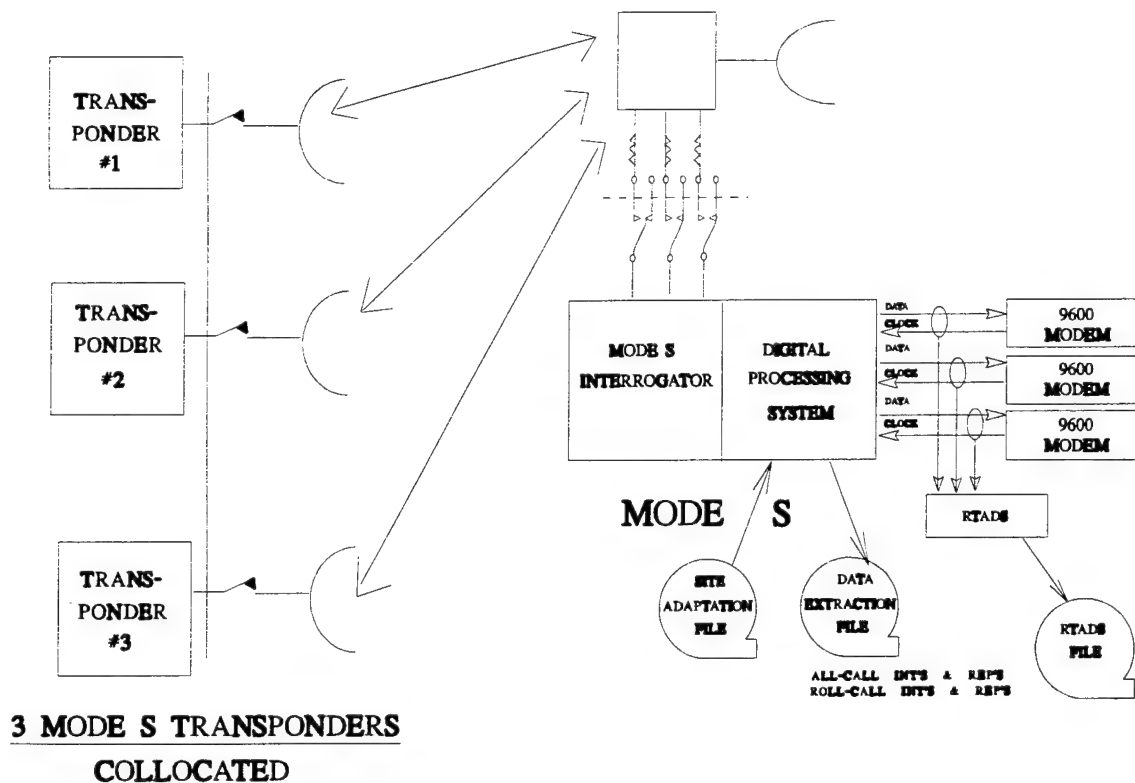 TRANS-
PONDER
#1
TRANS-
PONDER
#2
TRANS-
PONDER
#3
3 MODE S TRANSPONDERS
COLLOCATED
MODE S
INTERROGATOR
DIGITAL
PROCESSING
SYSTEM
DATA
CLOCK
DATA
CLOCK
DATA
CLOCK
9600
MODEM
9600
MODEM
9600
MODEM
MODE S
RTADS
SITE
ADAPTATION
FILE
DATA
EXTRACTION
FILE
RTADS
FILE
ALL-CALL INT'S & REP'S
ROLL-CALL INT'S & REP'S